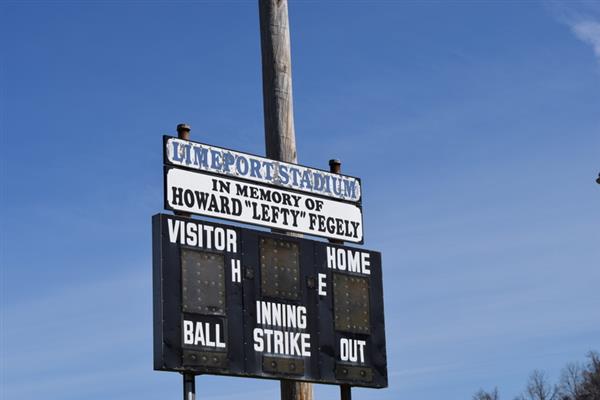 LIMEPORT STADIUM
IN MEMORY OF
HOWARD "LEFTY" FEGELY
VISITOR HOME
H E
INNING
BALL STRIKE OUT